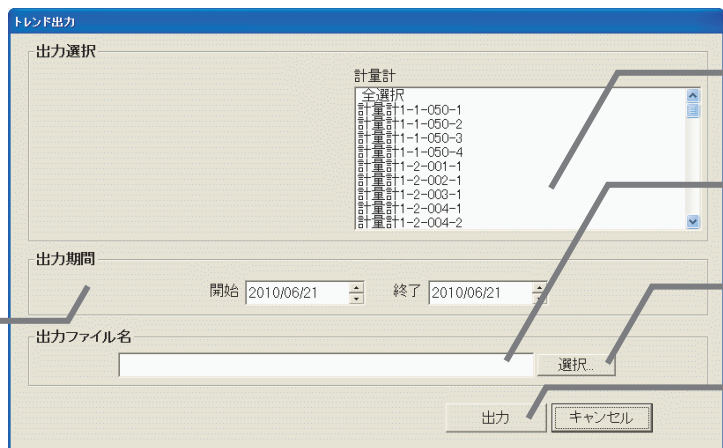 トレンド出力
出力選択
計量計
全選択
計量計1-1-050-1
計量計1-1-050-2
計量計1-1-050-3
計量計1-1-050-4
計量計1-2-001-1
計量計1-2-002-1
計量計1-2-003-1
計量計1-2-004-1
計量計1-2-004-2
出力期間
開始 2010/06/21 終了 2010/06/21
出力ファイル名
選択...
出力 キャンセル